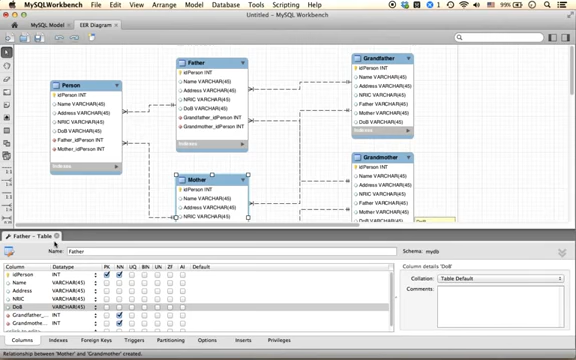 MySQLWorkbench File Edit View Arrange Model Database Tools Scripting Help 99%
Untitled – MySQL Workbench
MySQL Model EER Diagram
Person
idPerson INT
Name VARCHAR(45)
Address VARCHAR(45)
NRIC VARCHAR(45)
DoB VARCHAR(45)
Father_idPerson INT
Mother_idPerson INT
Indexes
Father
idPerson INT
Name VARCHAR(45)
Address VARCHAR(45)
NRIC VARCHAR(45)
DoB VARCHAR(45)
Grandfather_idPerson INT
Grandmother_idPerson INT
Indexes
Mother
idPerson INT
Name VARCHAR(45)
Address VARCHAR(45)
NRIC VARCHAR(45)
Grandfather
idPerson INT
Name VARCHAR(45)
Address VARCHAR(45)
NRIC VARCHAR(45)
Father VARCHAR(45)
Mother VARCHAR(45)
DoB VARCHAR(45)
Indexes
Grandmother
idPerson INT
Name VARCHAR(45)
Address VARCHAR(45)
NRIC VARCHAR(45)
Father VARCHAR(45)
Mother VARCHAR(45)
DoB
Father – Table
Name: Father Schema: mydb
Column Datatype PK NN UQ BIN UN ZF AI Default
idPerson INT
Name VARCHAR(45)
Address VARCHAR(45)
NRIC VARCHAR(45)
DoB VARCHAR(45)
Grandfather_... INT
Grandmothe... INT
Column details 'DoB'
Collation: Table Default
Comments:
Columns Indexes Foreign Keys Triggers Partitioning Options Inserts Privileges
Relationship between 'Mother' and 'Grandmother' created.